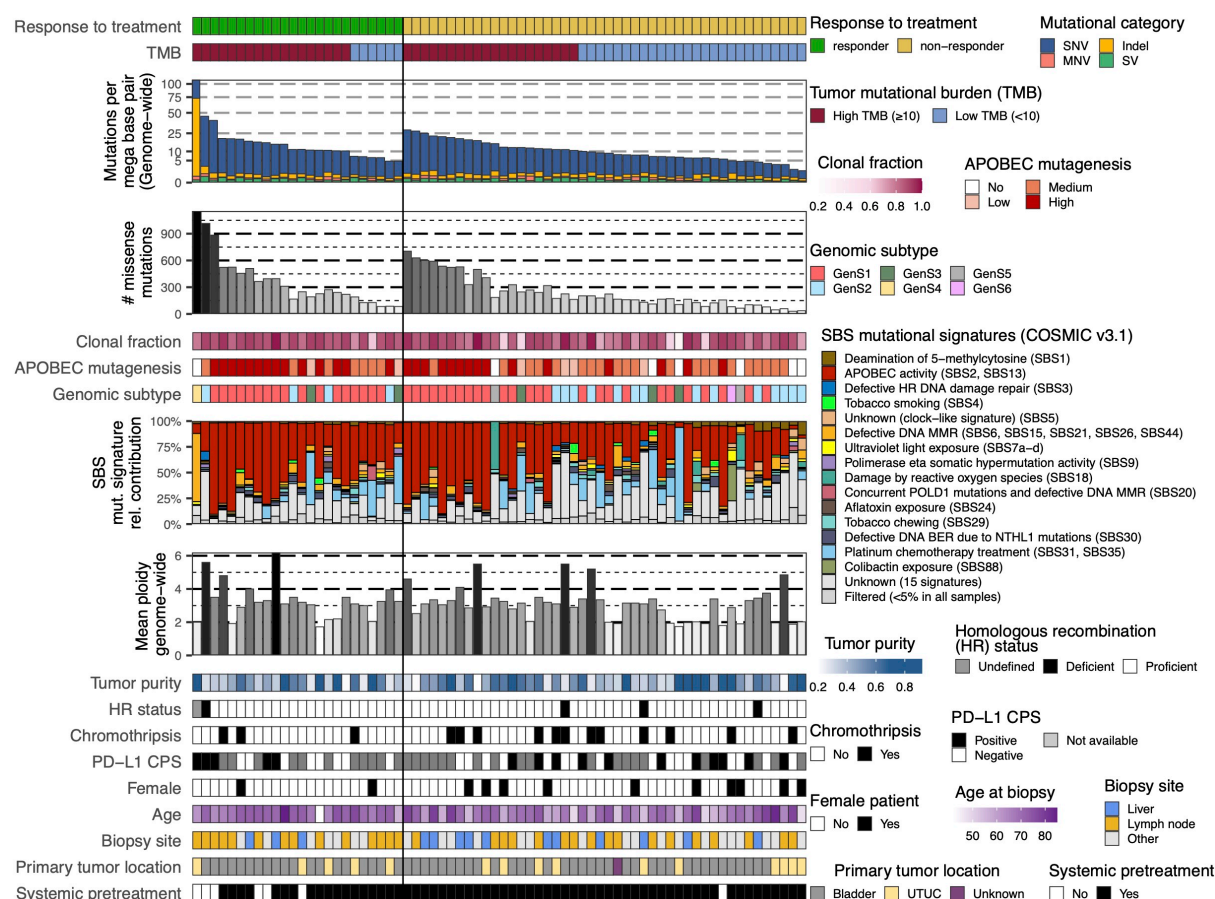 Response to treatment
TMB
Mutations per
mega base pair
(Genome−wide)
100
75
50
25
10
5
0
# missense
mutations
900
600
300
0
Clonal fraction
APOBEC mutagenesis
Genomic subtype
SBS
mut. signature
rel. contribution
100%
75%
50%
25%
0%
Mean ploidy
genome−wide
6
4
2
0
Tumor purity
HR status
Chromothripsis
PD−L1 CPS
Female
Age
Biopsy site
Primary tumor location
Systemic pretreatment
Response to treatment
responder
non−responder
Mutational category
SNV
Indel
MNV
SV
Tumor mutational burden (TMB)
High TMB (≥10)
Low TMB (<10)
Clonal fraction
0.2 0.4 0.6 0.8 1.0
APOBEC mutagenesis
No
Medium
Low
High
Genomic subtype
GenS1
GenS3
GenS5
GenS2
GenS4
GenS6
SBS mutational signatures (COSMIC v3.1)
Deamination of 5−methylcytosine (SBS1)
APOBEC activity (SBS2, SBS13)
Defective HR DNA damage repair (SBS3)
Tobacco smoking (SBS4)
Unknown (clock−like signature) (SBS5)
Defective DNA MMR (SBS6, SBS15, SBS21, SBS26, SBS44)
Ultraviolet light exposure (SBS7a−d)
Polimerase eta somatic hypermutation activity (SBS9)
Damage by reactive oxygen species (SBS18)
Concurrent POLD1 mutations and defective DNA MMR (SBS20)
Aflatoxin exposure (SBS24)
Tobacco chewing (SBS29)
Defective DNA BER due to NTHL1 mutations (SBS30)
Platinum chemotherapy treatment (SBS31, SBS35)
Colibactin exposure (SBS88)
Unknown (15 signatures)
Filtered (<5% in all samples)
Tumor purity
0.2 0.4 0.6 0.8
Homologous recombination
(HR) status
Undefined
Deficient
Proficient
Chromothripsis
No
Yes
PD−L1 CPS
Positive
Not available
Negative
Female patient
No
Yes
Age at biopsy
50 60 70 80
Biopsy site
Liver
Lymph node
Other
Primary tumor location
Bladder
UTUC
Unknown
Systemic pretreatment
No
Yes